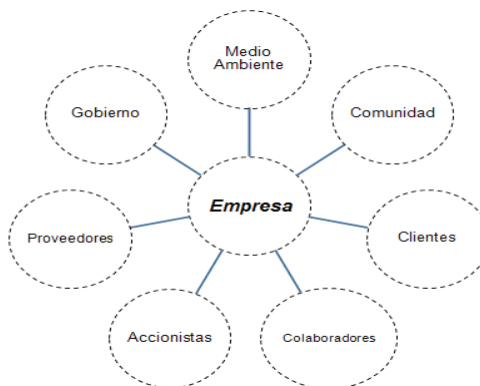 Medio
Ambiente
Gobierno
Comunidad
Empresa
Proveedores
Clientes
Accionistas
Colaboradores